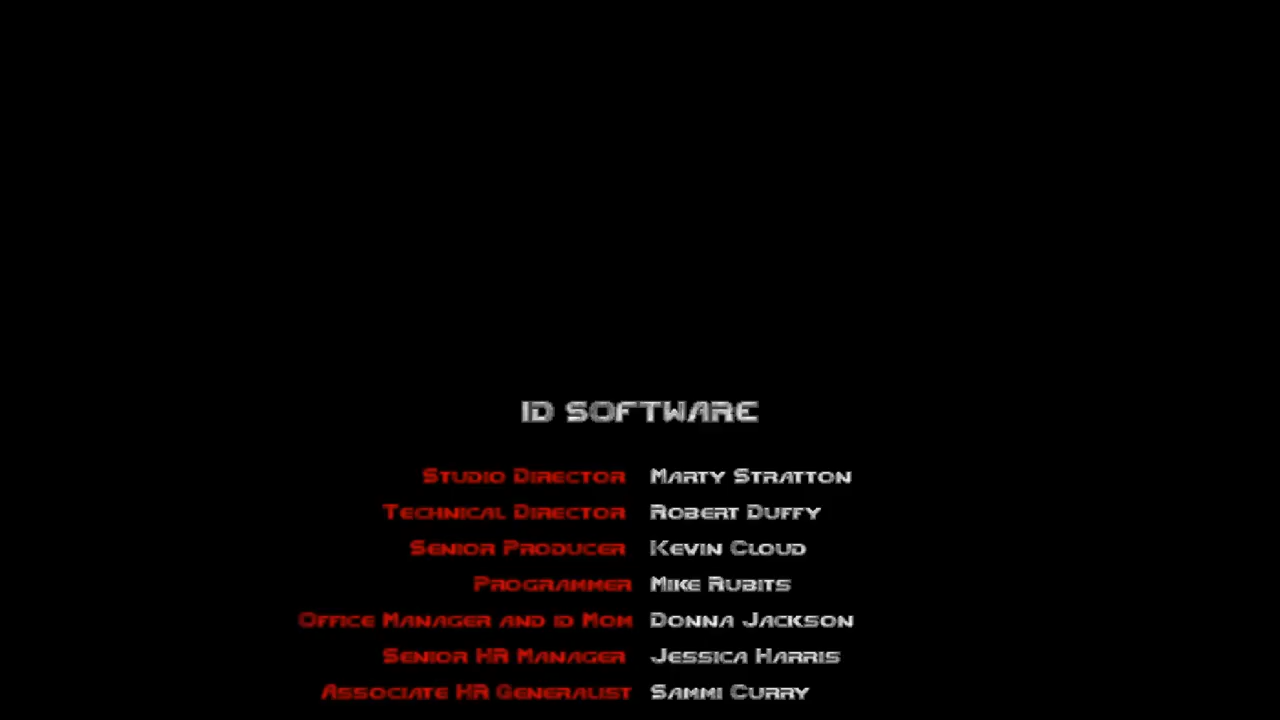 ID SOFTWARE
Studio Director Marty Stratton
Technical Director Robert Duffy
Senior Producer Kevin Cloud
Programmer Mike Rubits
Office Manager and id Mom Donna Jackson
Senior HR Manager Jessica Harris
Associate HR Generalist Sammi Curry